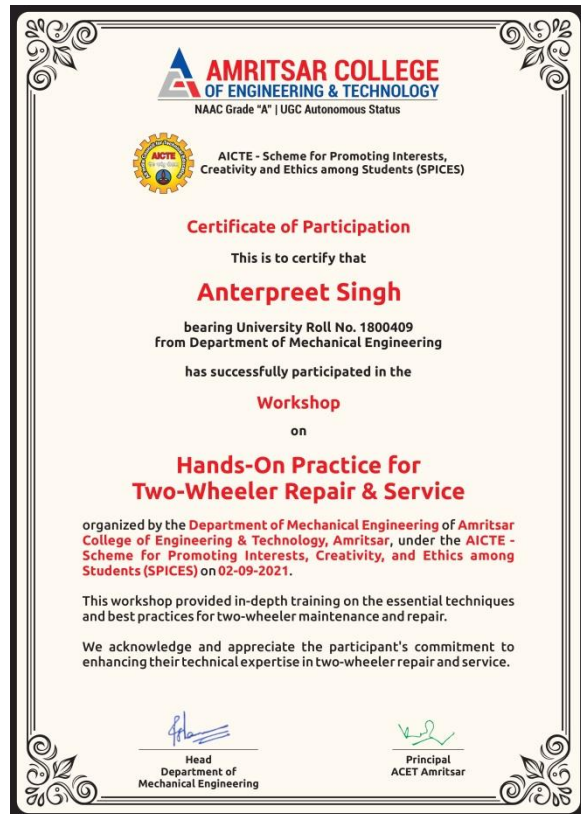 AMRITSAR COLLEGE
OF ENGINEERING & TECHNOLOGY
NAAC Grade "A" | UGC Autonomous Status
AICTE
AICTE - Scheme for Promoting Interests,
Creativity and Ethics among Students (SPICES)
Certificate of Participation
This is to certify that
Anterpreet Singh
bearing University Roll No. 1800409
from Department of Mechanical Engineering
has successfully participated in the
Workshop
on
Hands-On Practice for
Two-Wheeler Repair & Service
organized by the Department of Mechanical Engineering of Amritsar
College of Engineering & Technology, Amritsar, under the AICTE -
Scheme for Promoting Interests, Creativity, and Ethics among
Students (SPICES) on 02-09-2021.
This workshop provided in-depth training on the essential techniques
and best practices for two-wheeler maintenance and repair.
We acknowledge and appreciate the participant's commitment to
enhancing their technical expertise in two-wheeler repair and service.
Head
Department of
Mechanical Engineering
Principal
ACET Amritsar